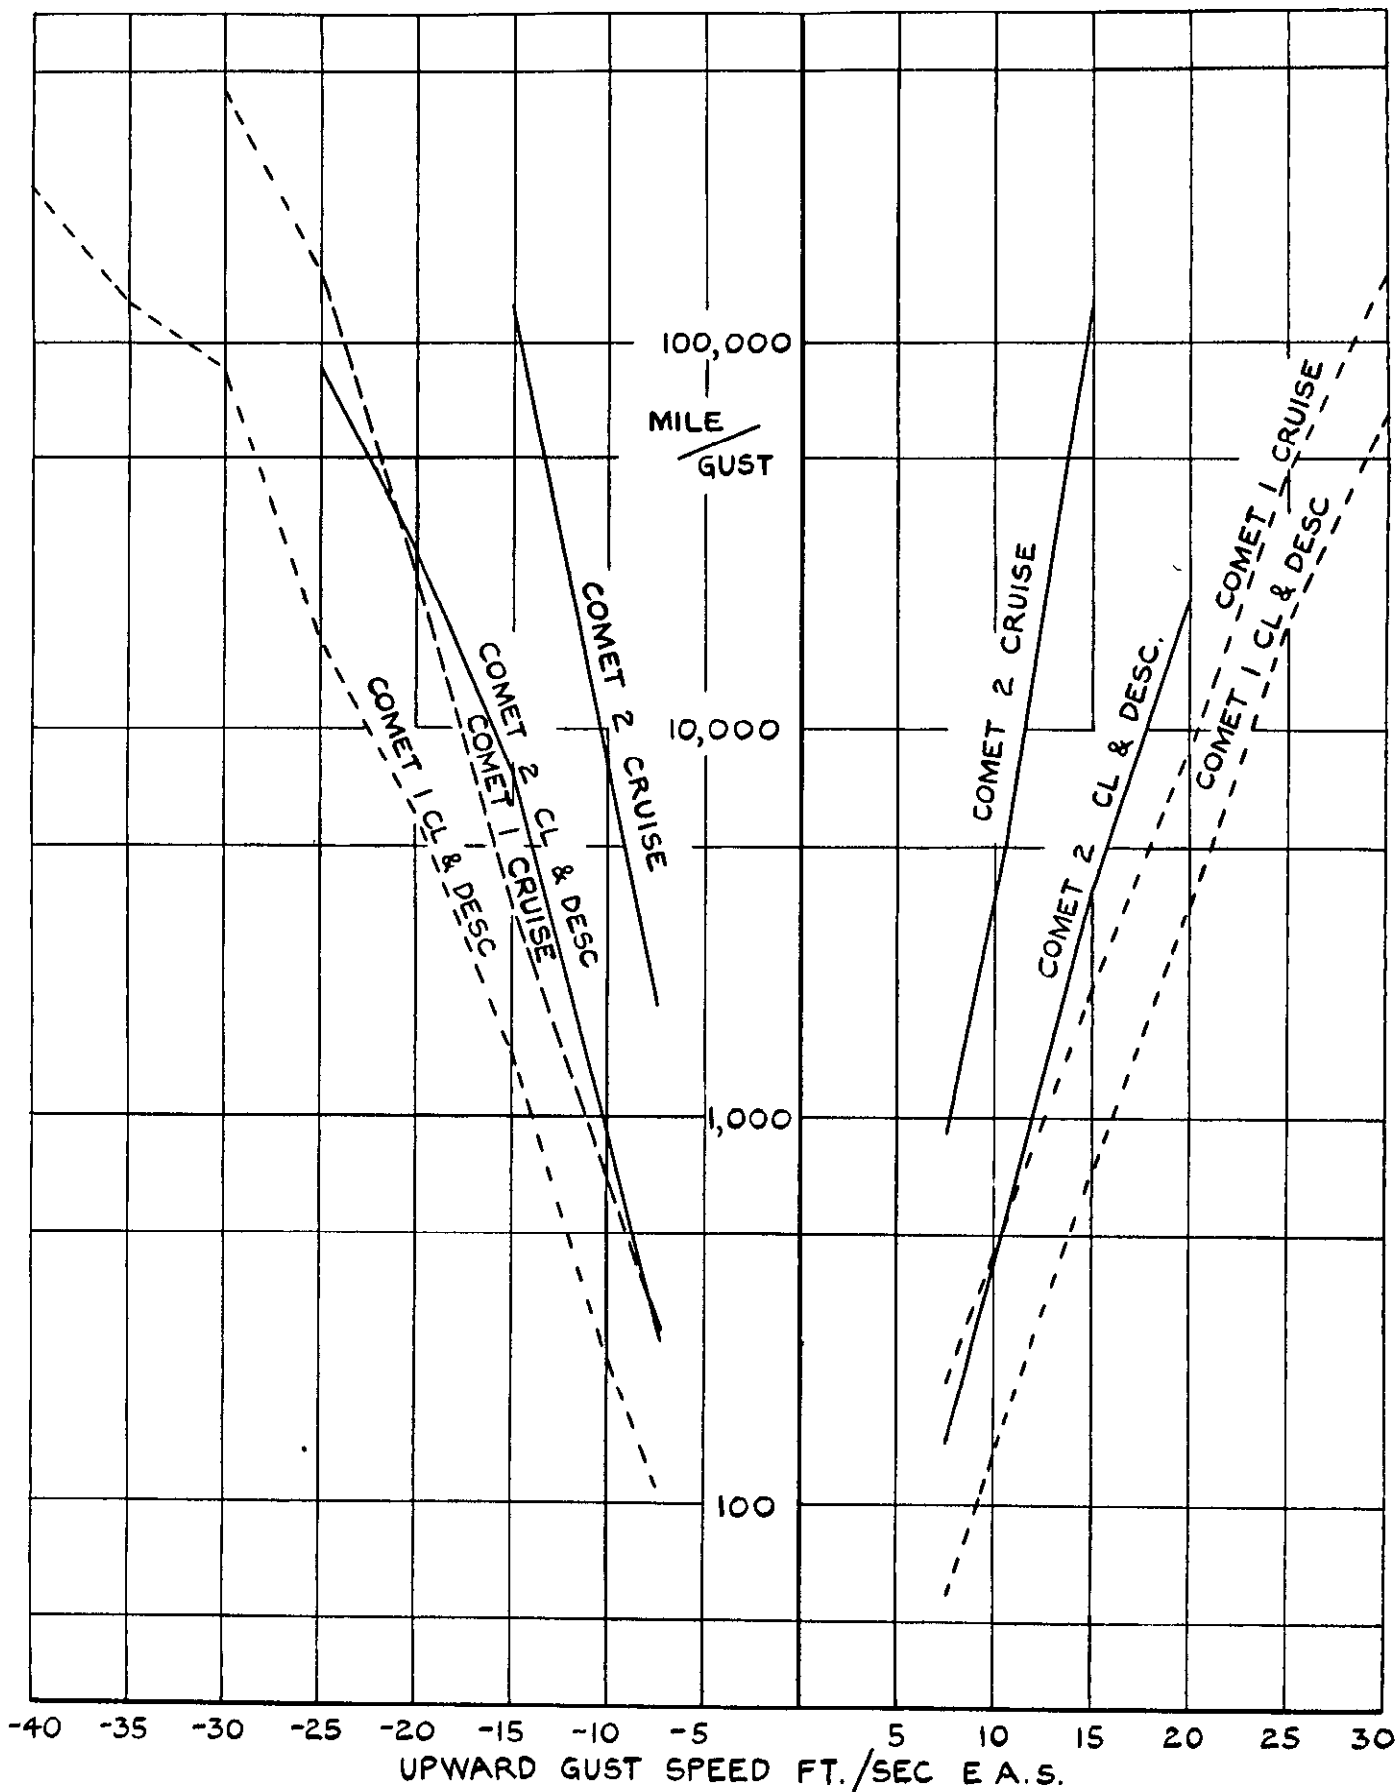 100,000
MILE/GUST
10,000
1,000
100
COMET 1 CL & DESC
COMET 1 CRUISE
COMET 2 CL & DESC
COMET 2 CRUISE
COMET 2 CRUISE
COMET 2 CL & DESC.
COMET 1 CRUISE
COMET 1 CL & DESC
-40 -35 -30 -25 -20 -15 -10 -5 5 10 15 20 25 30
UPWARD GUST SPEED FT./SEC E A.S.